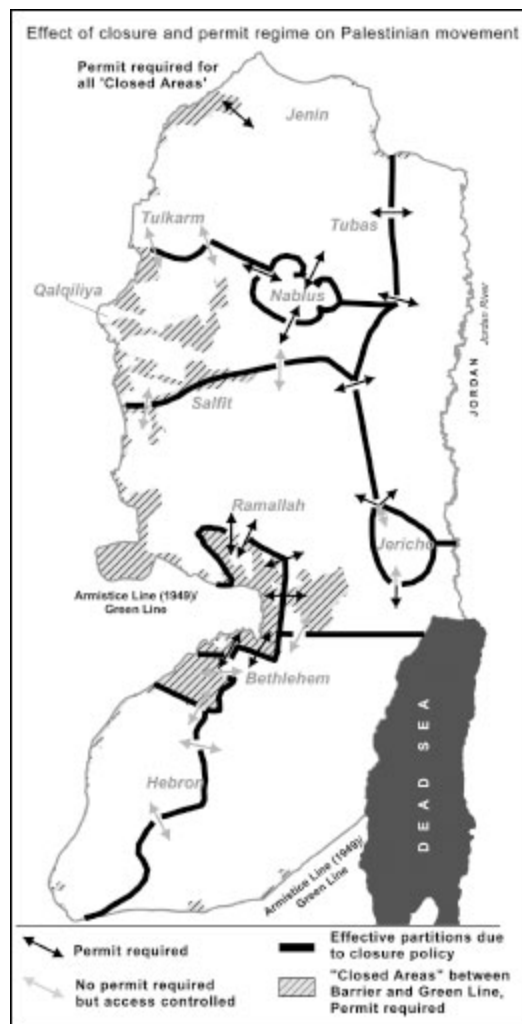 Effect of closure and permit regime on Palestinian movement
Permit required for
all 'Closed Areas'
Jenin
Tulkarm
Tubas
Qalqiliya
Nablus
Jordan River
JORDAN
Salfit
Ramallah
Jericho
Armistice Line (1949)/
Green Line
Bethlehem
Hebron
DEAD SEA
Armistice Line (1949)/
Green Line
Permit required
Effective partitions due
to closure policy
No permit required
but access controlled
"Closed Areas" between
Barrier and Green Line,
Permit required